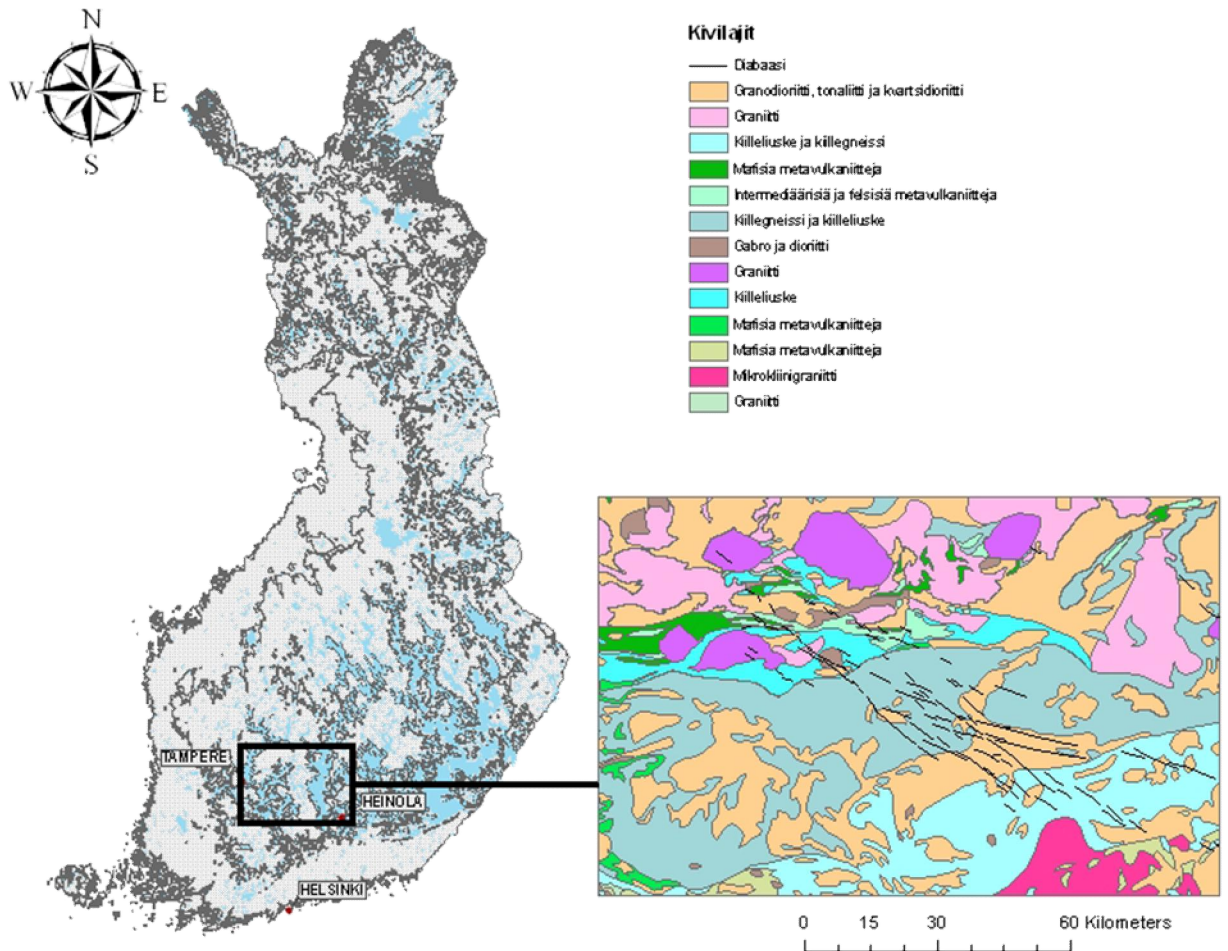 N
W
E
S
Kivilajit
Diabaasi
Granodioriitti, tonaliitti ja kvartsidioriitti
Graniitti
Kiilleliuske ja kiillegneissi
Mafisia metavulkaniitteja
Intermediäärisiä ja felsisiä metavulkaniitteja
Kiillegneissi ja kiilleliuske
Gabro ja dioriitti
Graniitti
Kiilleliuske
Mafisia metavulkaniitteja
Mafisia metavulkaniitteja
Mikrokliinigraniitti
Graniitti
TAMPERE
HEINOLA
HELSINKI
0 15 30 60 Kilometers